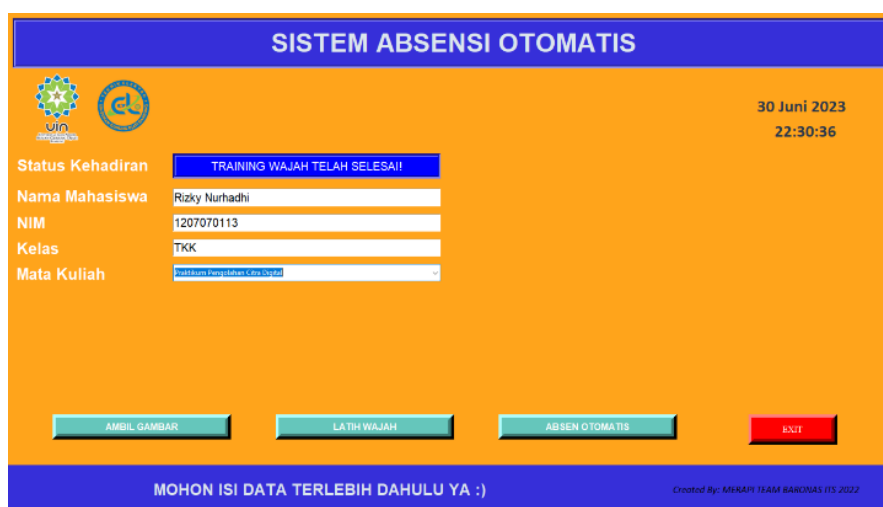 SISTEM ABSENSI OTOMATIS
uin
30 Juni 2023
22:30:36
Status Kehadiran TRAINING WAJAH TELAH SELESAI!
Nama Mahasiswa Rizky Nurhadhi
NIM 1207070113
Kelas TKK
Mata Kuliah Praktikum Pengolahan Citra Digital
AMBIL GAMBAR LATIH WAJAH ABSEN OTOMATIS EXIT
MOHON ISI DATA TERLEBIH DAHULU YA :) Created By: MERAPI TEAM BARONAS ITS 2022